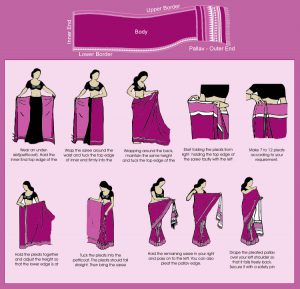 Upper Border
Inner End
Body
Pallav - Outer End
Lower Border
Wear an under-
skirt(petticoat). Hold the
inner end top edge of the
Wrap the saree around the
waist and tuck the top edge
of inner end firmly into the
Wrapping around the back,
maintain the same height
and tuck the top edge of the
Start folding the pleats from
right holding the top edge of
the saree tautly with the left
Make 7 to 12 pleats
according to your
requirement.
Hold the pleats together
and adjust the height so
that the lower edge is at
Tuck the pleats into the
petticoat. The pleats should fall
straight. Then bring the saree
Hold the remaining saree in your right
and pass on to the left. You can also
pleat the pallav edge.
Drape the pleated pallav
over your left shoulder so
that it falls freely back.
Secure it with a safety pin